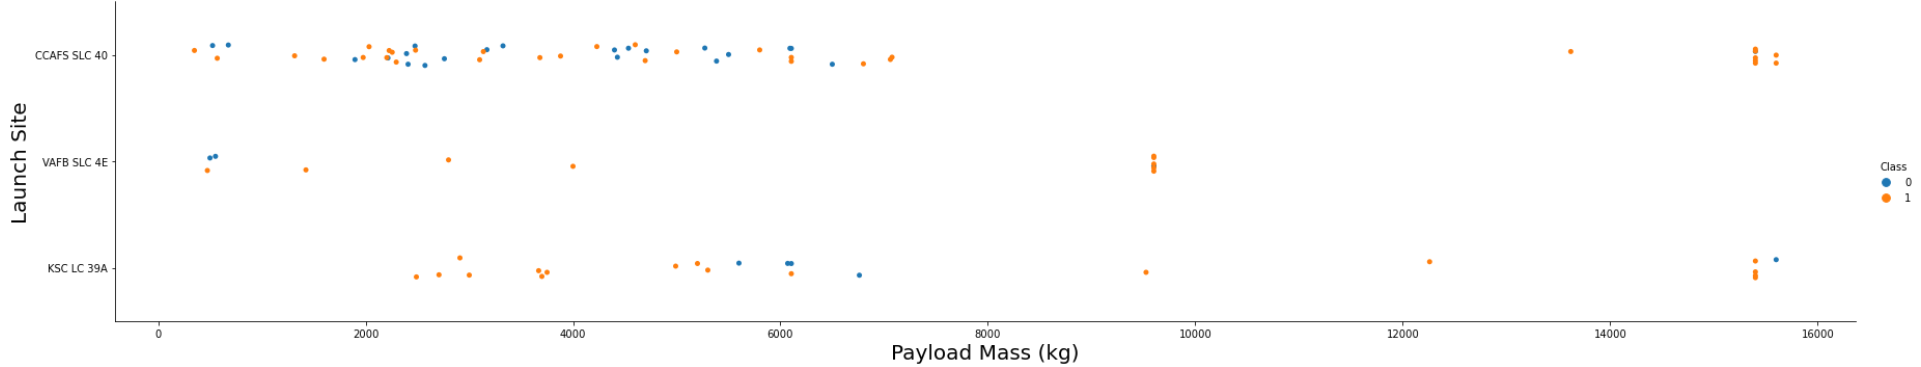 Launch Site
CCAFS SLC 40
VAFB SLC 4E
KSC LC 39A
0 2000 4000 6000 8000 10000 12000 14000 16000
Payload Mass (kg)
Class
0
1